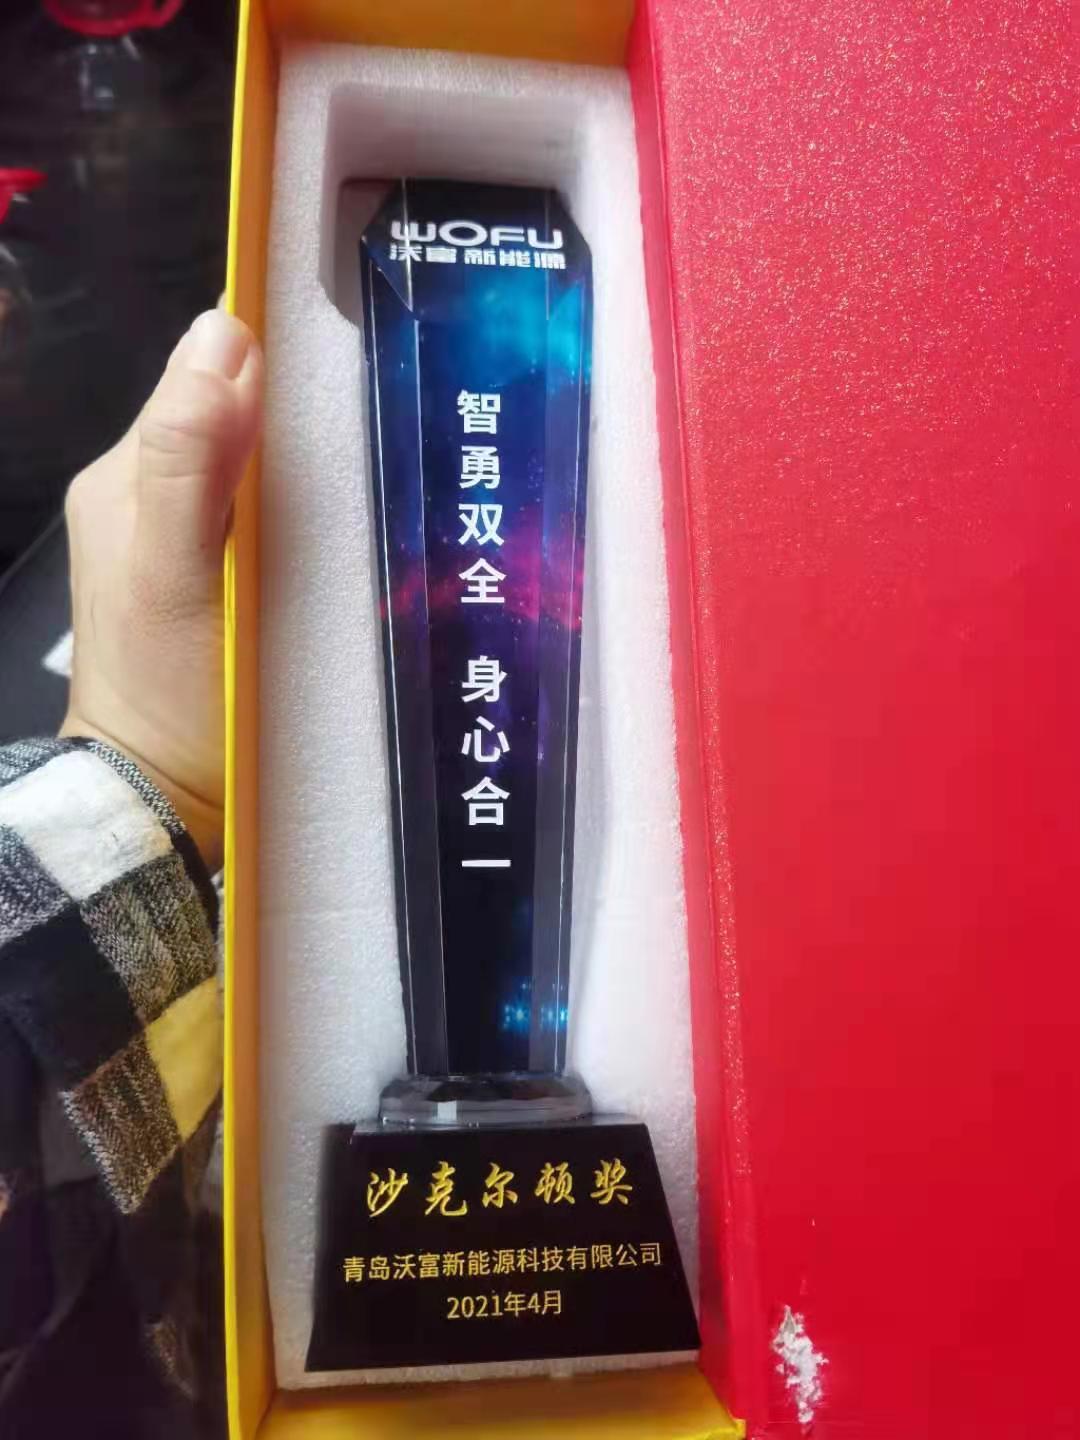 WOFU
沃富新能源
智勇双全 身心合一
沙克尔顿奖
青岛沃富新能源科技有限公司
2021年4月